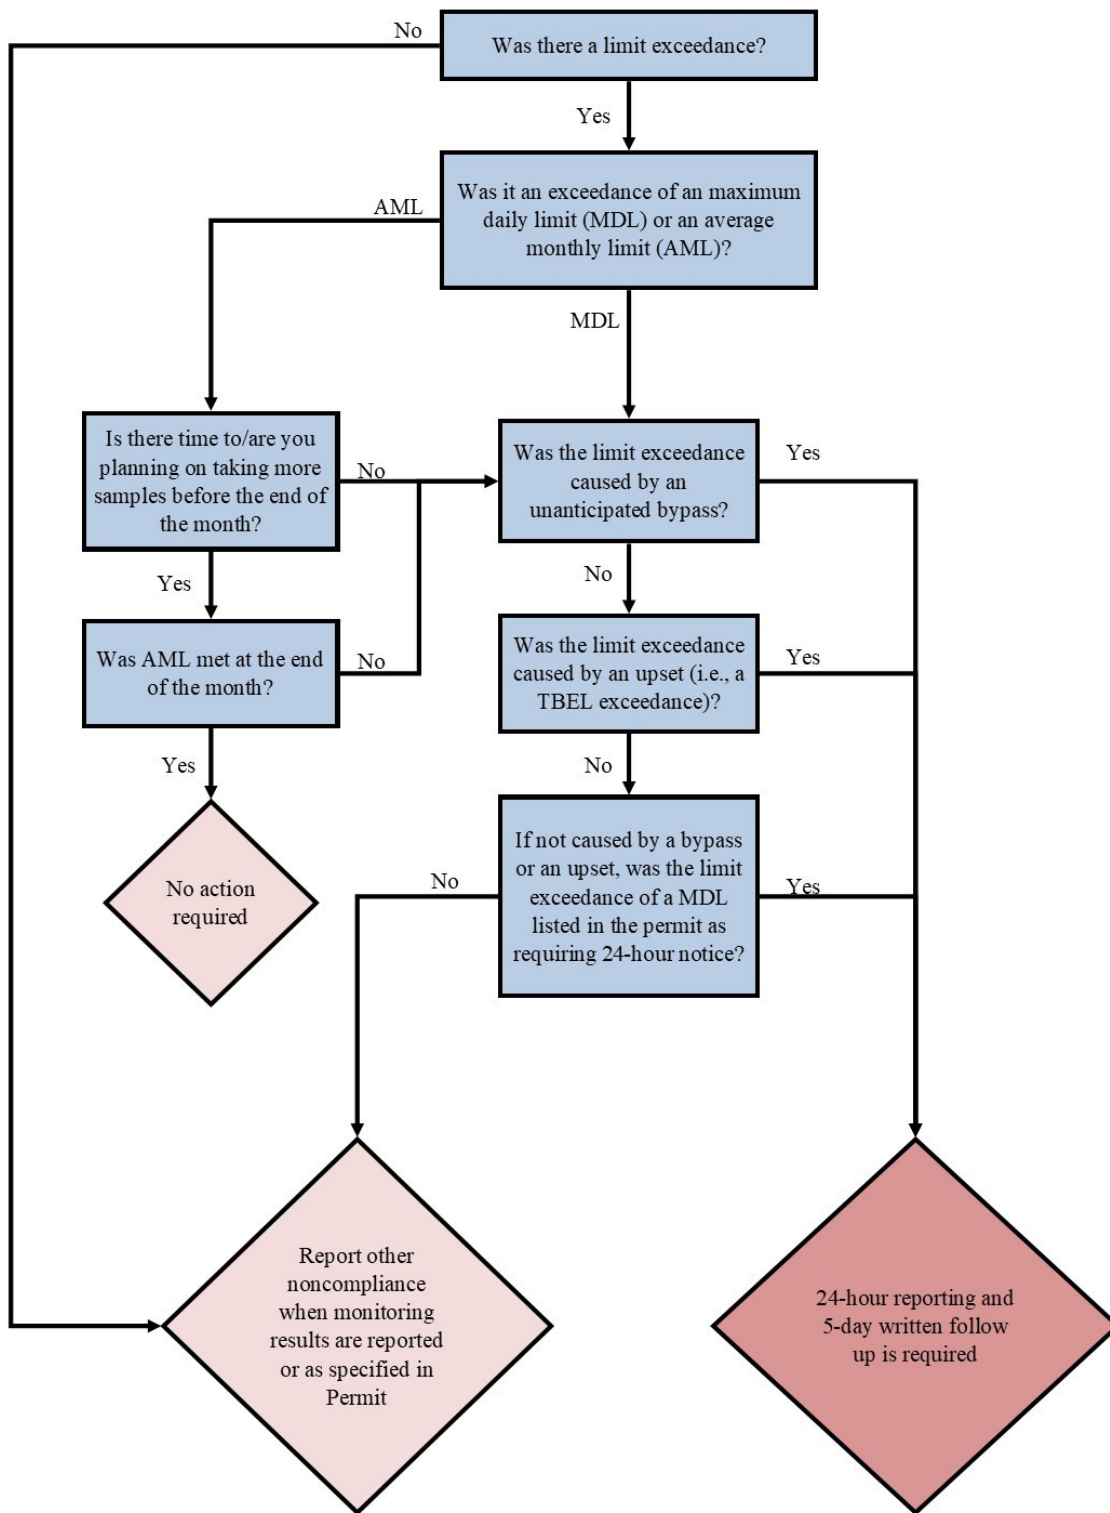 No
Was there a limit exceedance?
Yes
AML
Was it an exceedance of an maximum
daily limit (MDL) or an average
monthly limit (AML)?
MDL
Is there time to/are you
planning on taking more
samples before the end of
the month?
No
Was the limit exceedance
caused by an
unanticipated bypass?
Yes
Yes
No
Was AML met at the end
of the month?
No
Was the limit exceedance
caused by an upset (i.e., a
TBEL exceedance)?
Yes
Yes
No
No action
required
No
If not caused by a bypass
or an upset, was the limit
exceedance of a MDL
listed in the permit as
requiring 24-hour notice?
Yes
Report other
noncompliance
when monitoring
results are reported
or as specified in
Permit
24-hour reporting and
5-day written follow
up is required